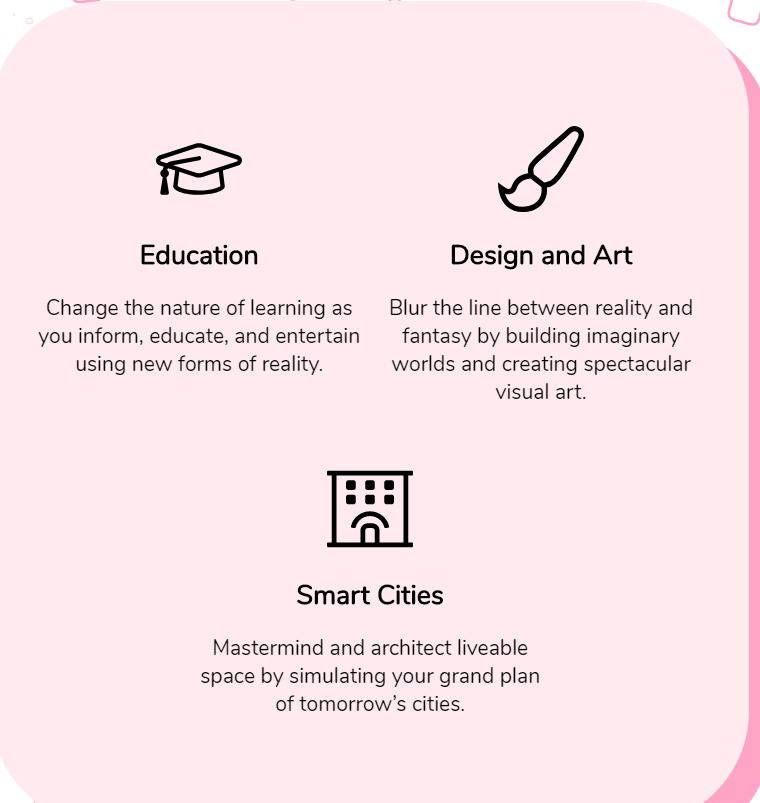 Education
Change the nature of learning as
you inform, educate, and entertain
using new forms of reality.
Design and Art
Blur the line between reality and
fantasy by building imaginary
worlds and creating spectacular
visual art.
Smart Cities
Mastermind and architect liveable
space by simulating your grand plan
of tomorrow’s cities.